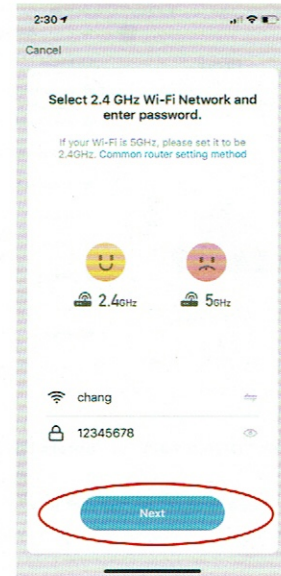 2:30
Cancel
Select 2.4 GHz Wi-Fi Network and
enter password.
If your Wi-Fi is 5GHz, please set it to be
2.4GHz. Common router setting method
2.4GHz
5GHz
chang
12345678
Next